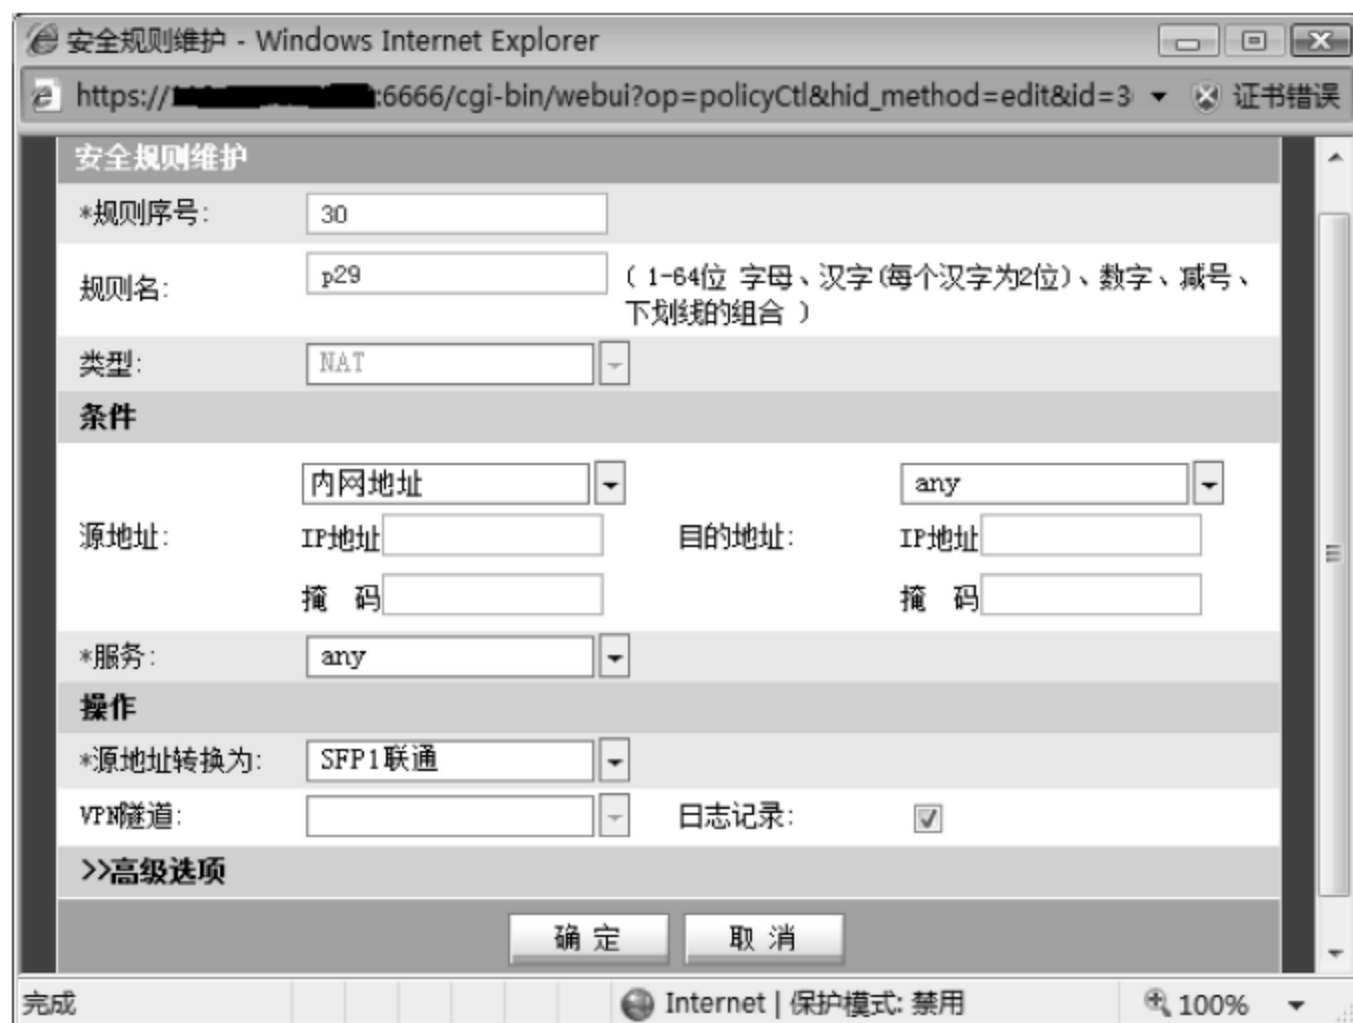 安全规则维护 - Windows Internet Explorer
https:// :6666/cgi-bin/webui?op=policyCtl&hid_method=edit&id=3 证书错误
安全规则维护
*规则序号: 30
规则名: p29 ( 1-64位 字母、汉字(每个汉字为2位)、数字、减号、
下划线的组合 )
类型: NAT
条件
内网地址 any
源地址: IP地址 目的地址: IP地址
掩 码 掩 码
*服务: any
操作
*源地址转换为: SFP1联通
VPN隧道: 日志记录:
>>高级选项
确 定 取 消
完成 Internet | 保护模式: 禁用 100%